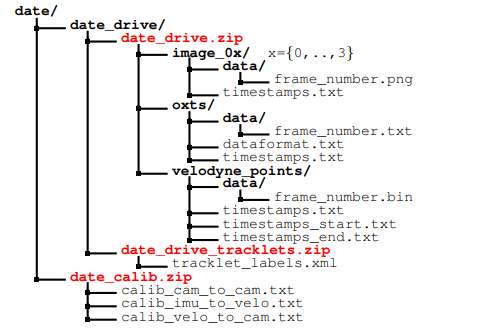 date/
date_drive/
date_drive.zip
image_0x/ x={0,..,3}
data/
frame_number.png
timestamps.txt
oxts/
data/
frame_number.txt
dataformat.txt
timestamps.txt
velodyne_points/
data/
frame_number.bin
timestamps.txt
timestamps_start.txt
timestamps_end.txt
date_drive_tracklets.zip
tracklet_labels.xml
date_calib.zip
calib_cam_to_cam.txt
calib_imu_to_velo.txt
calib_velo_to_cam.txt